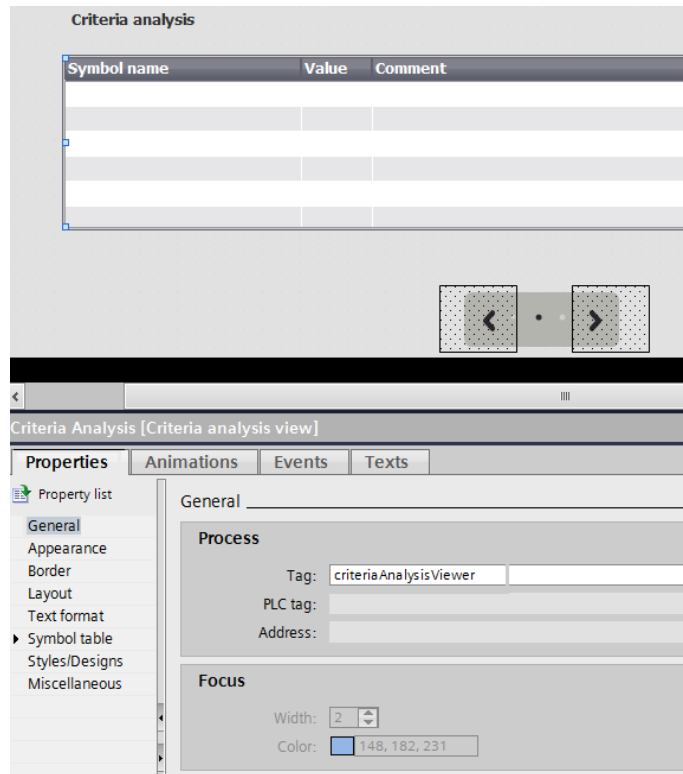 Criteria analysis
Symbol name Value Comment
Criteria Analysis [Criteria analysis view]
Properties Animations Events Texts
Property list
General
Appearance
Border
Layout
Text format
Symbol table
Styles/Designs
Miscellaneous
General
Process
Tag: criteriaAnalysisViewer
PLC tag:
Address:
Focus
Width: 2
Color: 148, 182, 231